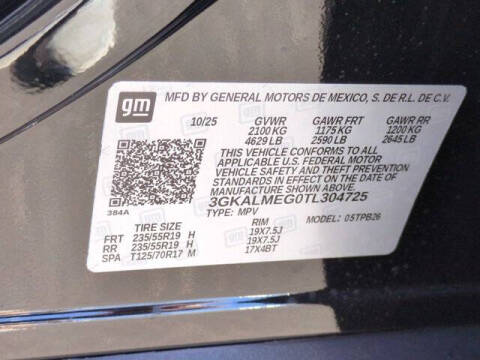 gm
MFD BY GENERAL MOTORS DE MEXICO, S. DE R.L. DE C.V.
10/25 GVWR GAWR FRT GAWR RR
2100 KG 1175 KG 1200 KG
4629 LB 2590 LB 2645 LB
THIS VEHICLE CONFORMS TO ALL
APPLICABLE U.S. FEDERAL MOTOR
VEHICLE SAFETY AND THEFT PREVENTION
STANDARDS IN EFFECT ON THE DATE OF
MANUFACTURE SHOWN ABOVE.
3GKALMEG0TL304725
384A
TYPE: MPV MODEL: 05TPB26
TIRE SIZE RIM
FRT 235/55R19 H 19X7.5J
RR 235/55R19 H 19X7.5J
SPA T125/70R17 M 17X4BT